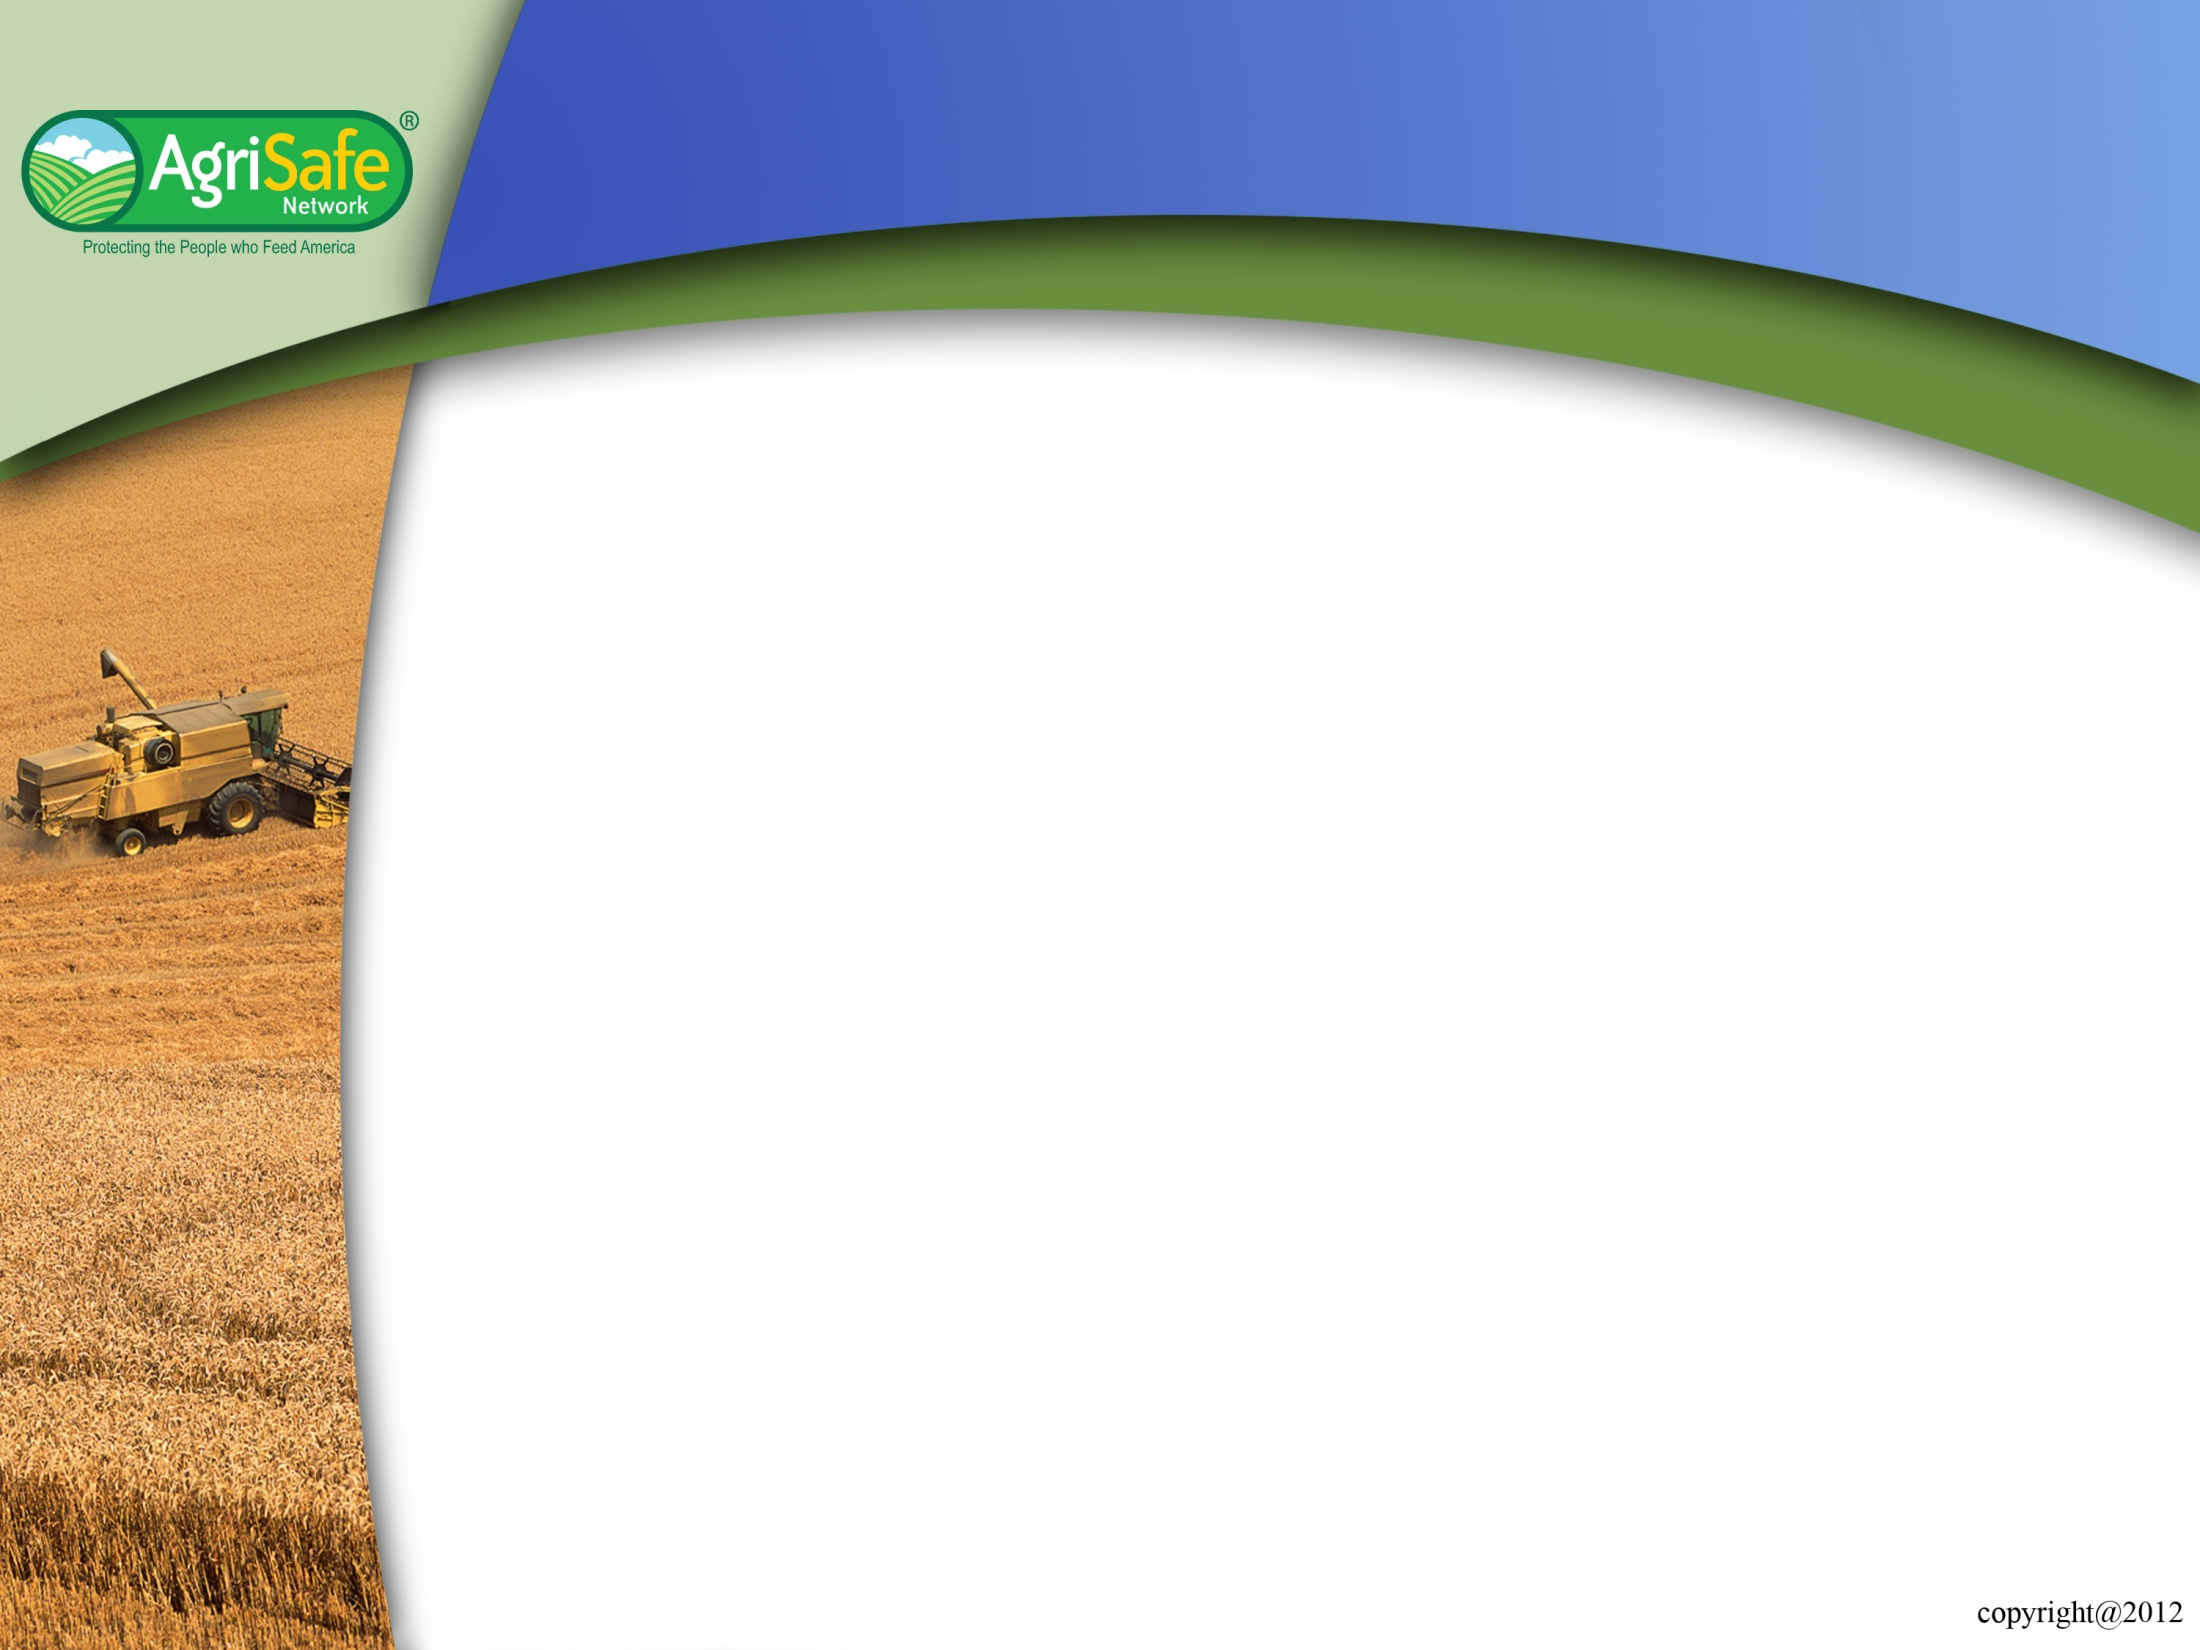 AgriSafe®
Network
Protecting the People who Feed America
copyright@2012